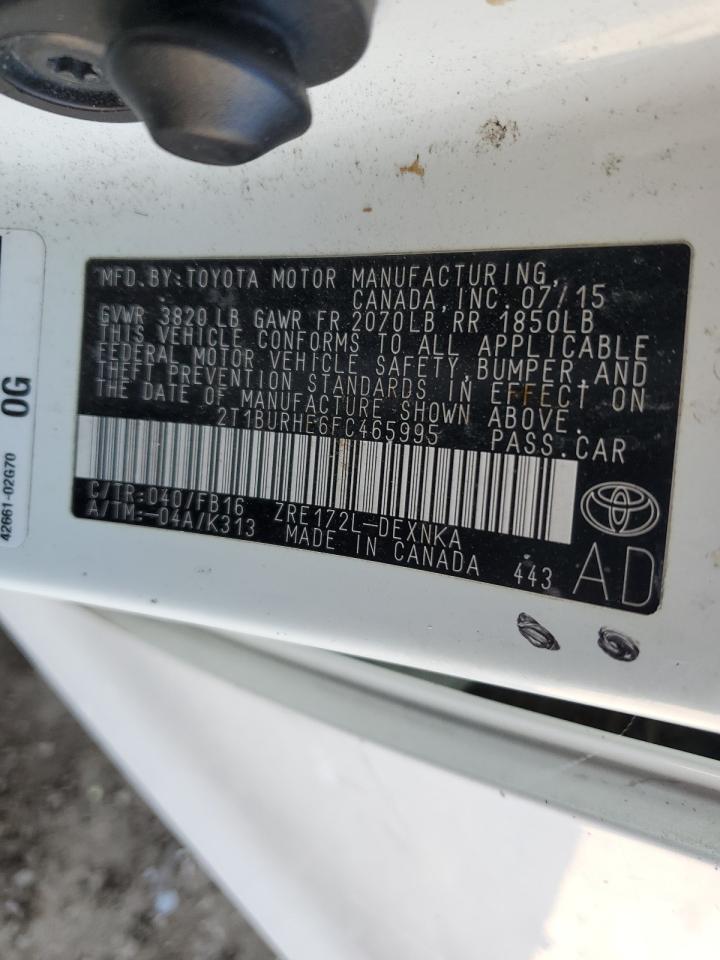 MFD.BY:TOYOTA MOTOR MANUFACTURING,
CANADA,INC. 07/15
GVWR 3820 LB GAWR FR 2070LB RR 1850LB
THIS VEHICLE CONFORMS TO ALL APPLICABLE
FEDERAL MOTOR VEHICLE SAFETY, BUMPER, AND
THEFT PREVENTION STANDARDS IN EFFECT ON
THE DATE OF MANUFACTURE SHOWN ABOVE.
2T1BURHE6FC465995 PASS.CAR
C/TR:040/FB16 ZRE172L-DEXNKA
A/TM:-04A/K313 MADE IN CANADA 443
AD
0G
42661-02G70